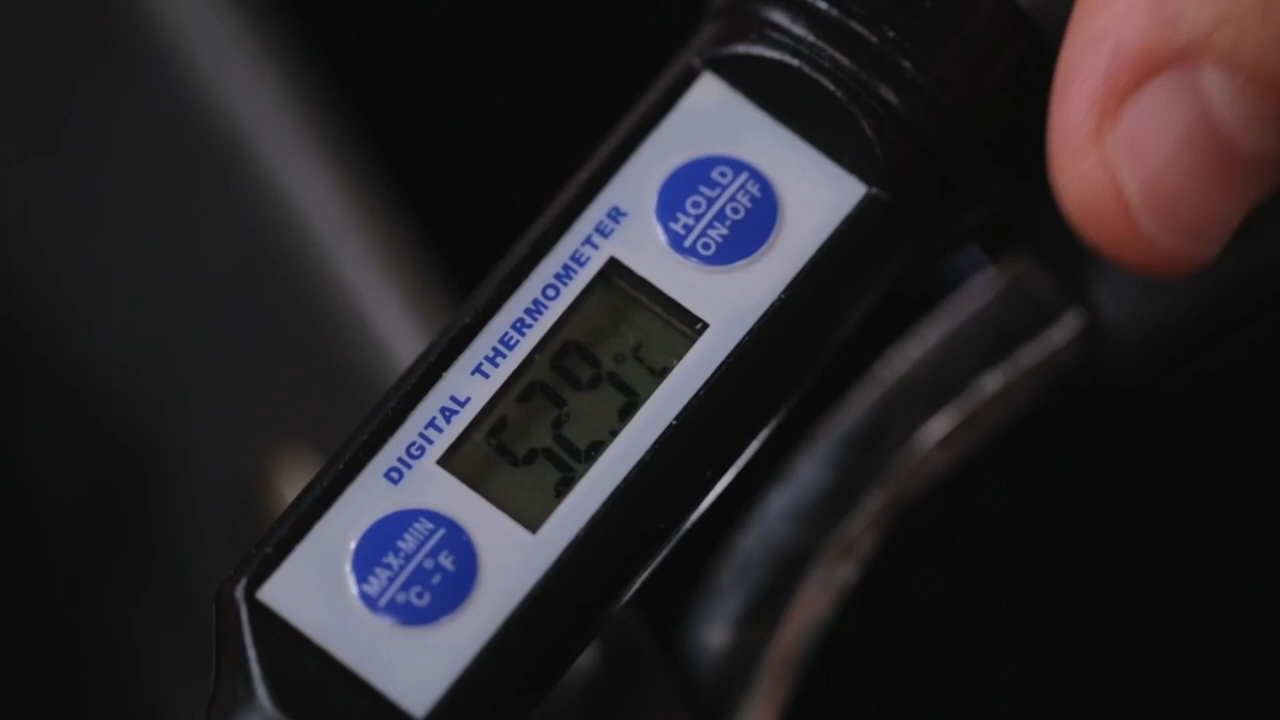 HOLD
ON-OFF
DIGITAL THERMOMETER
°C
MAX-MIN
°C - F